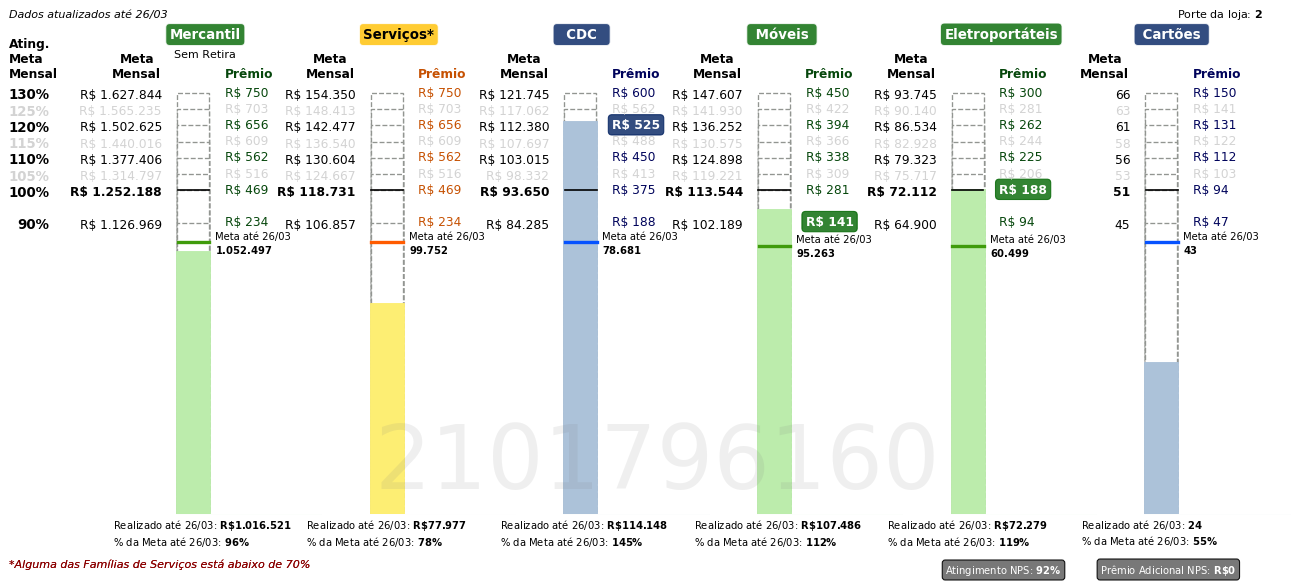 Dados atualizados até 26/03
Porte da loja: 2
Mercantil Serviços* CDC Móveis Eletroportáteis Cartões
Sem Retira
Ating. Meta Mensal
Meta Mensal Prêmio Meta Mensal Prêmio Meta Mensal Prêmio Meta Mensal Prêmio Meta Mensal Prêmio Meta Mensal Prêmio
130% R$ 1.627.844 R$ 750 R$ 154.350 R$ 750 R$ 121.745 R$ 600 R$ 147.607 R$ 450 R$ 93.745 R$ 300 66 R$ 150
125% R$ 1.565.235 R$ 703 R$ 148.413 R$ 703 R$ 117.062 R$ 562 R$ 141.930 R$ 422 R$ 90.140 R$ 281 63 R$ 141
120% R$ 1.502.625 R$ 656 R$ 142.477 R$ 656 R$ 112.380 R$ 525 R$ 136.252 R$ 394 R$ 86.534 R$ 262 61 R$ 131
115% R$ 1.440.016 R$ 609 R$ 136.540 R$ 609 R$ 107.697 R$ 488 R$ 130.575 R$ 366 R$ 82.928 R$ 244 58 R$ 122
110% R$ 1.377.406 R$ 562 R$ 130.604 R$ 562 R$ 103.015 R$ 450 R$ 124.898 R$ 338 R$ 79.323 R$ 225 56 R$ 112
105% R$ 1.314.797 R$ 516 R$ 124.667 R$ 516 R$ 98.332 R$ 413 R$ 119.221 R$ 309 R$ 75.717 R$ 206 53 R$ 103
100% R$ 1.252.188 R$ 469 R$ 118.731 R$ 469 R$ 93.650 R$ 375 R$ 113.544 R$ 281 R$ 72.112 R$ 188 51 R$ 94
90% R$ 1.126.969 R$ 234 R$ 106.857 R$ 234 R$ 84.285 R$ 188 R$ 102.189 R$ 141 R$ 64.900 R$ 94 45 R$ 47
Meta até 26/03 Meta até 26/03 Meta até 26/03 Meta até 26/03 Meta até 26/03 Meta até 26/03
1.052.497 99.752 78.681 95.263 60.499 43
2101796160
Realizado até 26/03: R$1.016.521 Realizado até 26/03: R$77.977 Realizado até 26/03: R$114.148 Realizado até 26/03: R$107.486 Realizado até 26/03: R$72.279 Realizado até 26/03: 24
% da Meta até 26/03: 96% % da Meta até 26/03: 78% % da Meta até 26/03: 145% % da Meta até 26/03: 112% % da Meta até 26/03: 119% % da Meta até 26/03: 55%
*Alguma das Famílias de Serviços está abaixo de 70%
Atingimento NPS: 92% Prêmio Adicional NPS: R$0